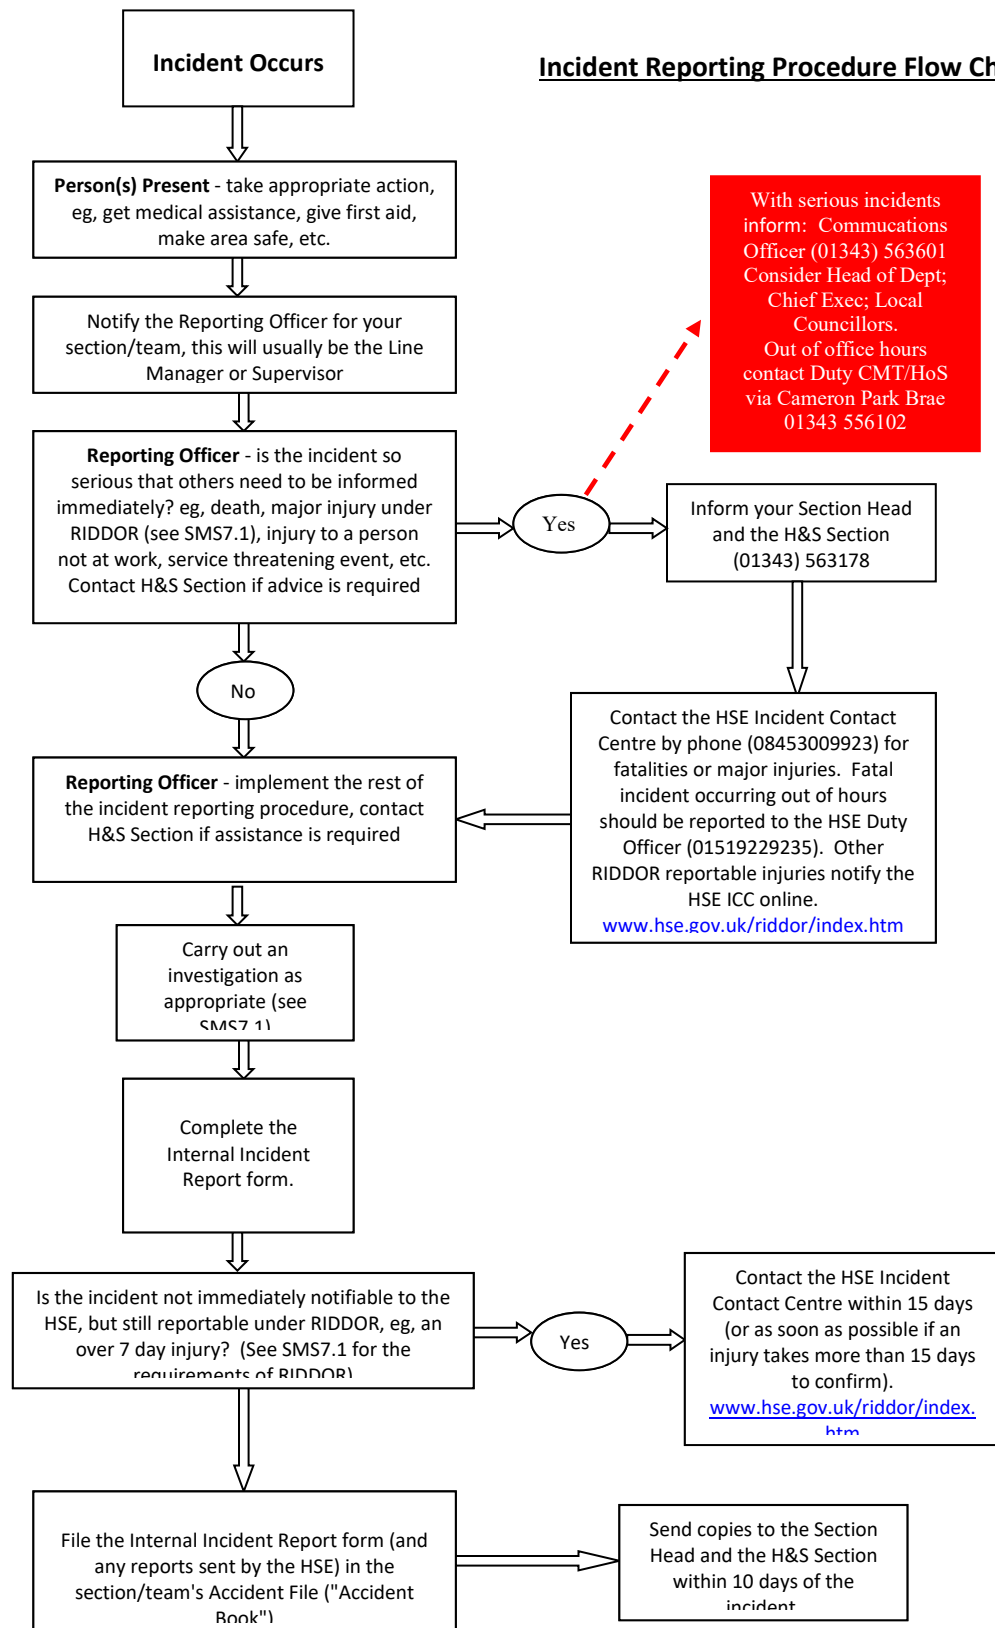 Incident Occurs
Incident Reporting Procedure Flow Ch
Person(s) Present - take appropriate action,
eg, get medical assistance, give first aid,
make area safe, etc.
With serious incidents
inform: Commucations
Officer (01343) 563601
Consider Head of Dept;
Chief Exec; Local
Councillors.
Out of office hours
contact Duty CMT/HoS
via Cameron Park Brae
01343 556102
Notify the Reporting Officer for your
section/team, this will usually be the Line
Manager or Supervisor
Reporting Officer - is the incident so
serious that others need to be informed
immediately? eg, death, major injury under
RIDDOR (see SMS7.1), injury to a person
not at work, service threatening event, etc.
Contact H&S Section if advice is required
Yes
Inform your Section Head
and the H&S Section
(01343) 563178
No
Contact the HSE Incident Contact
Centre by phone (08453009923) for
fatalities or major injuries. Fatal
incident occurring out of hours
should be reported to the HSE Duty
Officer (01519229235). Other
RIDDOR reportable injuries notify the
HSE ICC online.
www.hse.gov.uk/riddor/index.htm
Reporting Officer - implement the rest of
the incident reporting procedure, contact
H&S Section if assistance is required
Carry out an
investigation as
appropriate (see
SMS7.1)
Complete the
Internal Incident
Report form.
Is the incident not immediately notifiable to the
HSE, but still reportable under RIDDOR, eg, an
over 7 day injury? (See SMS7.1 for the
requirements of RIDDOR)
Yes
Contact the HSE Incident
Contact Centre within 15 days
(or as soon as possible if an
injury takes more than 15 days
to confirm).
www.hse.gov.uk/riddor/index.
htm
File the Internal Incident Report form (and
any reports sent by the HSE) in the
section/team's Accident File ("Accident
Book")
Send copies to the Section
Head and the H&S Section
within 10 days of the
incident